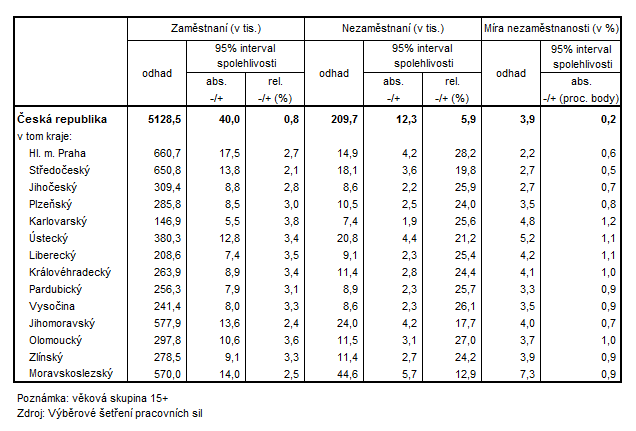 Zaměstnaní (v tis.) Nezaměstnaní (v tis.) Míra nezaměstnanosti (v %)
odhad 95% interval spolehlivosti odhad 95% interval spolehlivosti odhad 95% interval spolehlivosti
abs. -/+ rel. -/+ (%) abs. -/+ rel. -/+ (%) abs. -/+ (proc. body)
Česká republika 5128,5 40,0 0,8 209,7 12,3 5,9 3,9 0,2
v tom kraje:
Hl. m. Praha 660,7 17,5 2,7 14,9 4,2 28,2 2,2 0,6
Středočeský 650,8 13,8 2,1 18,1 3,6 19,8 2,7 0,5
Jihočeský 309,4 8,8 2,8 8,6 2,2 25,9 2,7 0,7
Plzeňský 285,8 8,5 3,0 10,5 2,5 24,0 3,5 0,8
Karlovarský 146,9 5,5 3,8 7,4 1,9 25,6 4,8 1,2
Ústecký 380,3 12,8 3,4 20,8 4,4 21,2 5,2 1,1
Liberecký 208,6 7,4 3,5 9,1 2,3 25,4 4,2 1,1
Královéhradecký 263,9 8,9 3,4 11,4 2,8 24,4 4,1 1,0
Pardubický 256,3 7,9 3,1 8,9 2,3 25,7 3,3 0,9
Vysočina 241,4 8,0 3,3 8,6 2,3 26,1 3,5 0,9
Jihomoravský 577,9 13,6 2,4 24,0 4,2 17,7 4,0 0,7
Olomoucký 297,8 10,6 3,6 11,5 3,1 27,0 3,7 1,0
Zlínský 278,5 9,1 3,3 11,4 2,7 24,2 3,9 0,9
Moravskoslezský 570,0 14,0 2,5 44,6 5,7 12,9 7,3 0,9
Poznámka: věková skupina 15+
Zdroj: Výběrové šetření pracovních sil